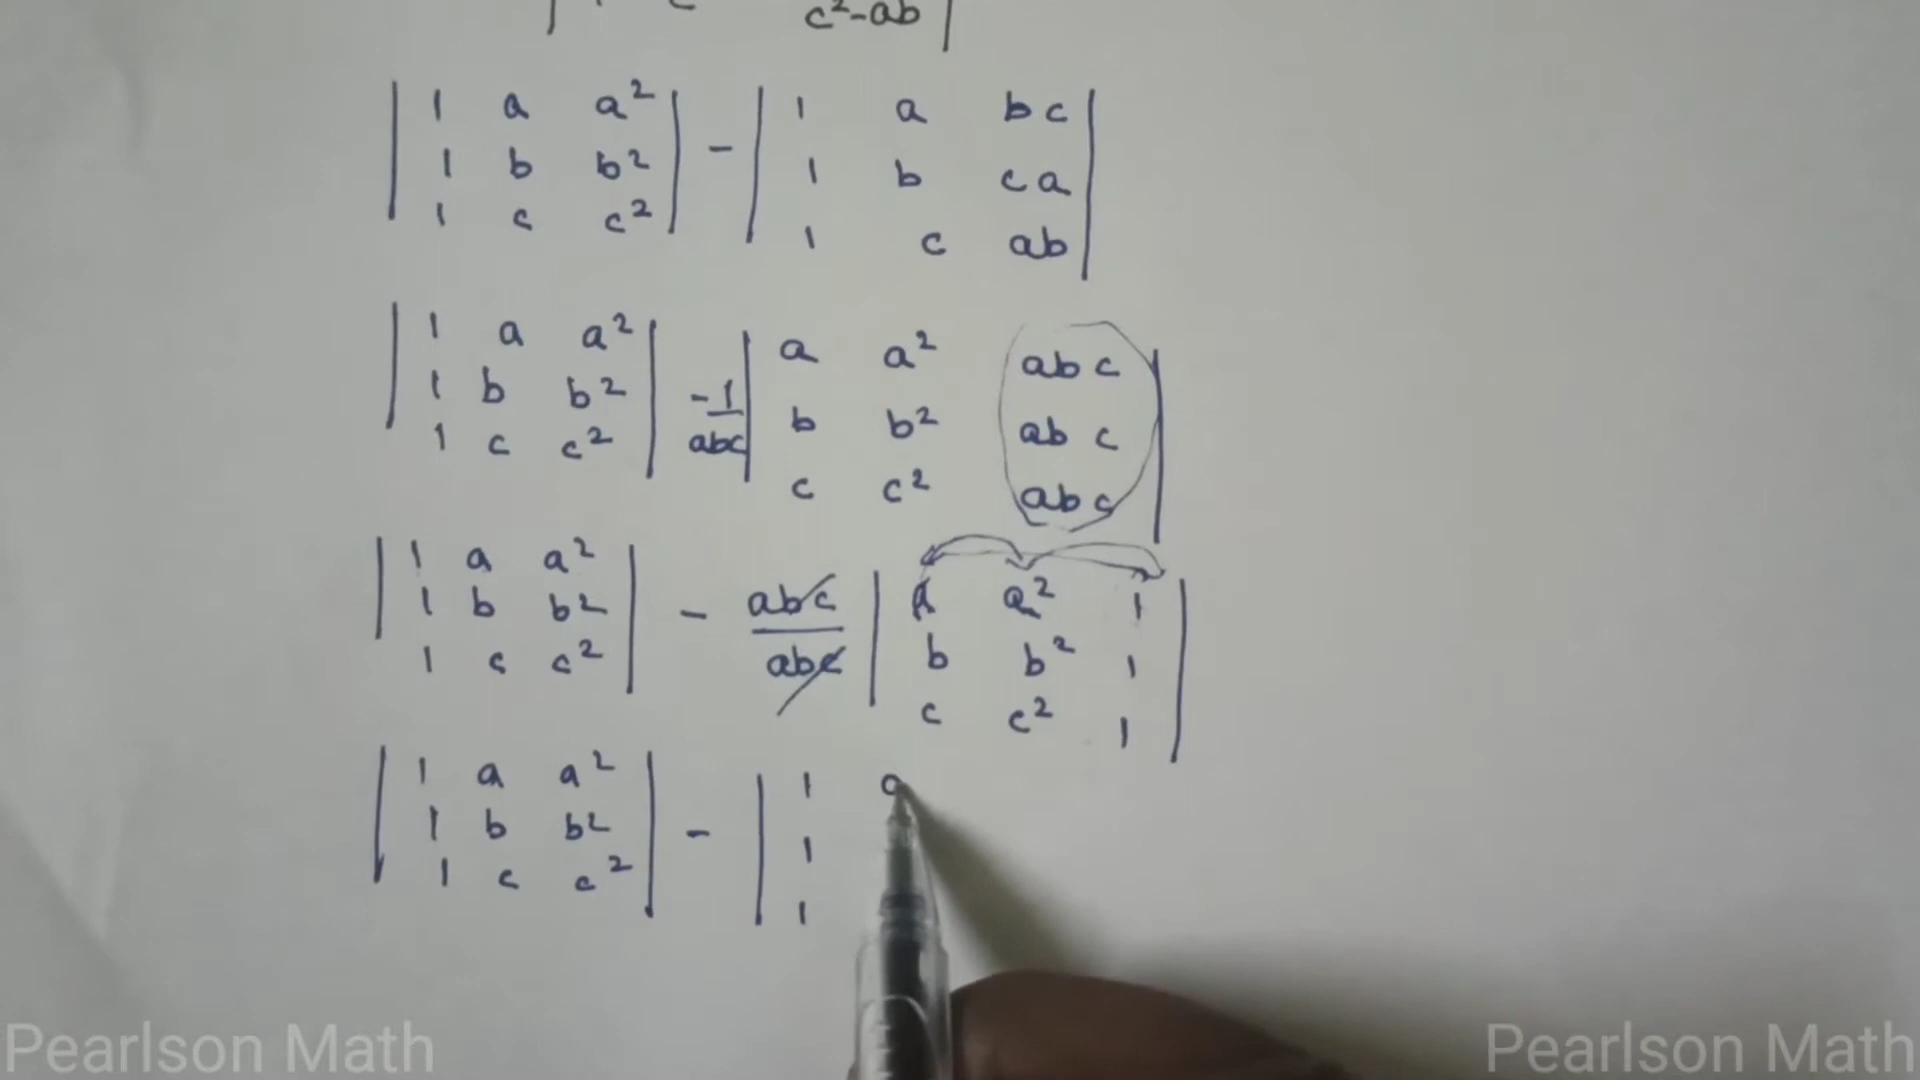 1 c c²-ab
| 1 a a² | - | 1 a bc |
| 1 b b² | | 1 b ca |
| 1 c c² | | 1 c ab |
| 1 a a² | -1/abc | a a² abc |
| 1 b b² | | b b² abc |
| 1 c c² | | c c² abc |
| 1 a a² | - abc/abc | a a² 1 |
| 1 b b² | | b b² 1 |
| 1 c c² | | c c² 1 |
| 1 a a² | - | 1 a
| 1 b b² | | 1
| 1 c c² | | 1
Pearlson Math Pearlson Math